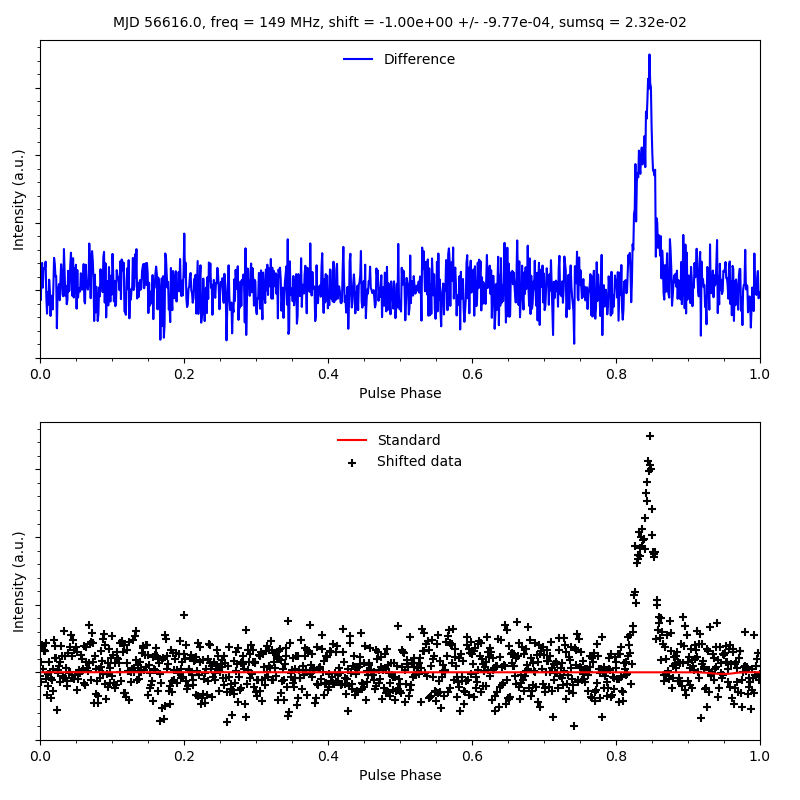 MJD 56616.0, freq = 149 MHz, shift = -1.00e+00 +/- -9.77e-04, sumsq = 2.32e-02
Difference
Intensity (a.u.)
0.0 0.2 0.4 0.6 0.8 1.0
Pulse Phase
Standard
Shifted data
Intensity (a.u.)
0.0 0.2 0.4 0.6 0.8 1.0
Pulse Phase